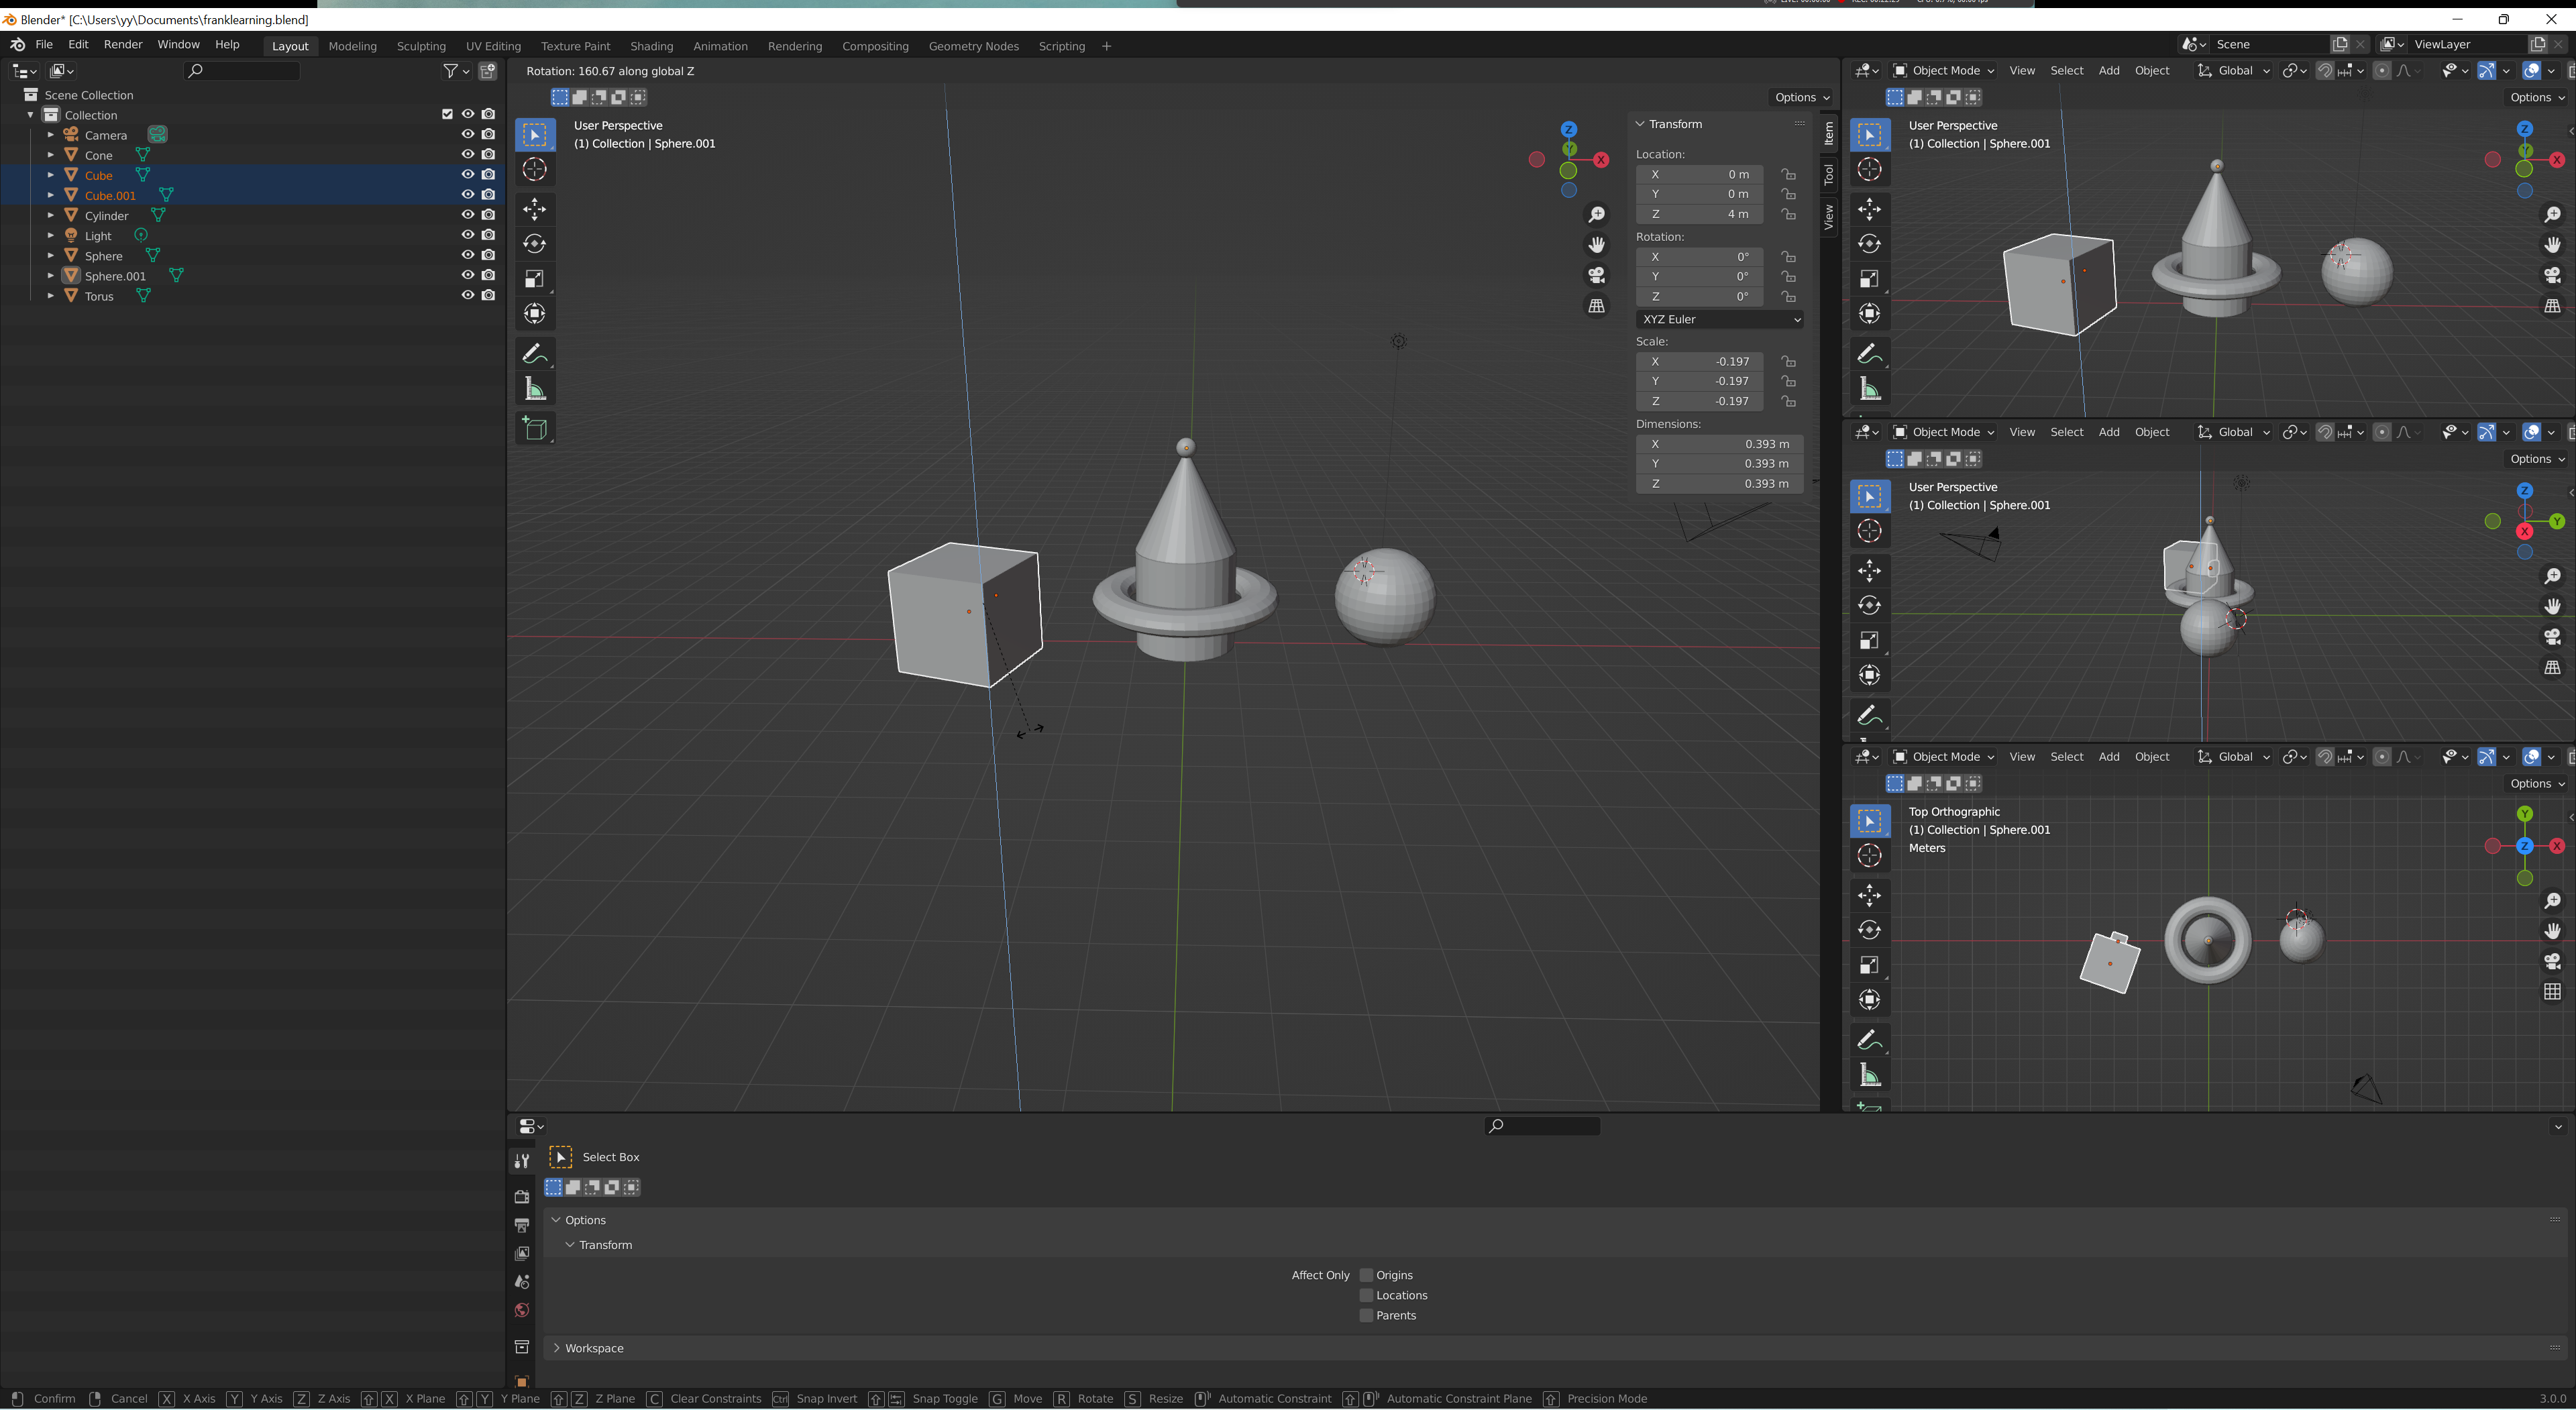 Blender* [C:\Users\yy\Documents\franklearning.blend]
File Edit Render Window Help Layout Modeling Sculpting UV Editing Texture Paint Shading Animation Rendering Compositing Geometry Nodes Scripting + Scene ViewLayer
Scene Collection
Collection
Camera
Cone
Cube
Cube.001
Cylinder
Light
Sphere
Sphere.001
Torus
Rotation: 160.67 along global Z
Options
User Perspective
(1) Collection | Sphere.001
Z
Y
X
Transform
Location:
X 0 m
Y 0 m
Z 4 m
Rotation:
X 0°
Y 0°
Z 0°
XYZ Euler
Scale:
X -0.197
Y -0.197
Z -0.197
Dimensions:
X 0.393 m
Y 0.393 m
Z 0.393 m
Item
Tool
View
Object Mode View Select Add Object Global
Options
User Perspective
(1) Collection | Sphere.001
Z
Y
X
Object Mode View Select Add Object Global
Options
User Perspective
(1) Collection | Sphere.001
Z
Y
X
Object Mode View Select Add Object Global
Options
Top Orthographic
(1) Collection | Sphere.001
Meters
Y
Z X
Select Box
Options
Transform
Affect Only Origins
Locations
Parents
Workspace
Confirm Cancel X X Axis Y Y Axis Z Z Axis X X Plane Y Y Plane Z Z Plane C Clear Constraints Ctrl Snap Invert Snap Toggle G Move R Rotate S Resize Automatic Constraint Automatic Constraint Plane Precision Mode 3.0.0